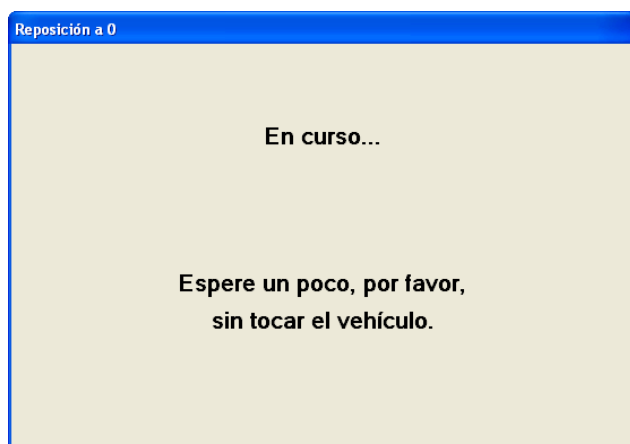 Reposición a 0
En curso...
Espere un poco, por favor,
sin tocar el vehículo.